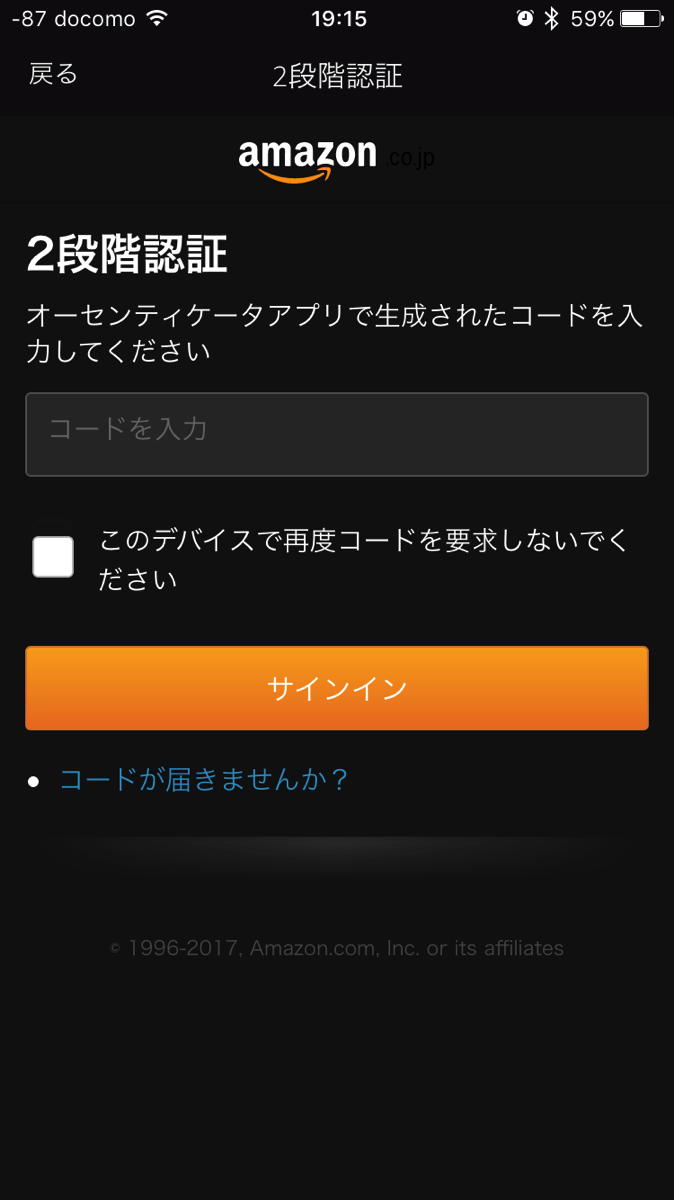 -87 docomo 19:15 59%
戻る 2段階認証
amazon .co.jp
2段階認証
オーセンティケータアプリで生成されたコードを入
力してください
コードを入力
このデバイスで再度コードを要求しないでく
ださい
サインイン
• コードが届きませんか？
© 1996-2017, Amazon.com, Inc. or its affiliates